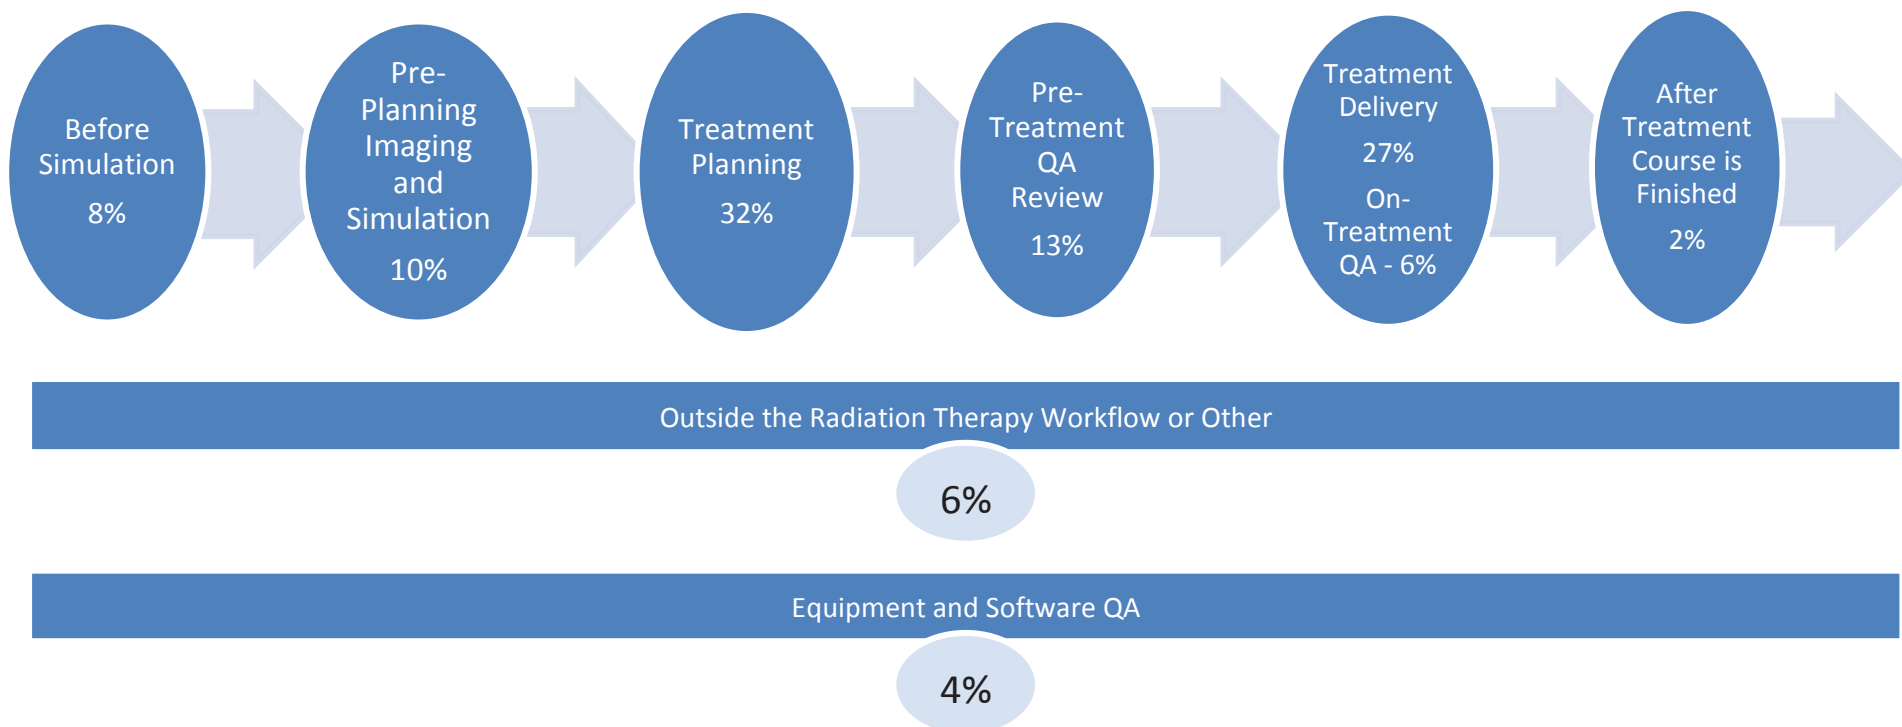 Before
Simulation
8%
Pre-
Planning
Imaging
and
Simulation
10%
Treatment
Planning
32%
Pre-
Treatment
QA
Review
13%
Treatment
Delivery
27%
On-
Treatment
QA - 6%
After
Treatment
Course is
Finished
2%
Outside the Radiation Therapy Workflow or Other
6%
Equipment and Software QA
4%